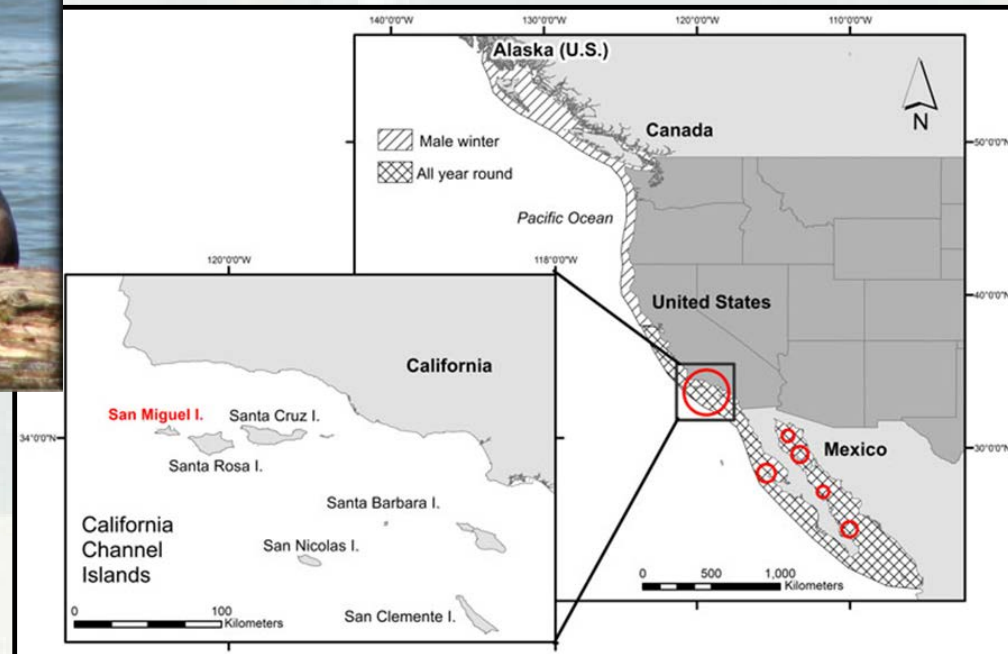 140°0'0"W
130°0'0"W
120°0'0"W
110°0'0"W
Alaska (U.S.)
N
Canada
Male winter
All year round
50°0'0"N
Pacific Ocean
120°0'0"W
118°0'0"W
United States
40°0'0"N
California
San Miguel I.
Santa Cruz I.
34°0'0"N
Santa Rosa I.
Mexico
30°0'0"N
Santa Barbara I.
California
Channel
Islands
San Nicolas I.
San Clemente I.
0 100
Kilometers
0 500 1,000
Kilometers